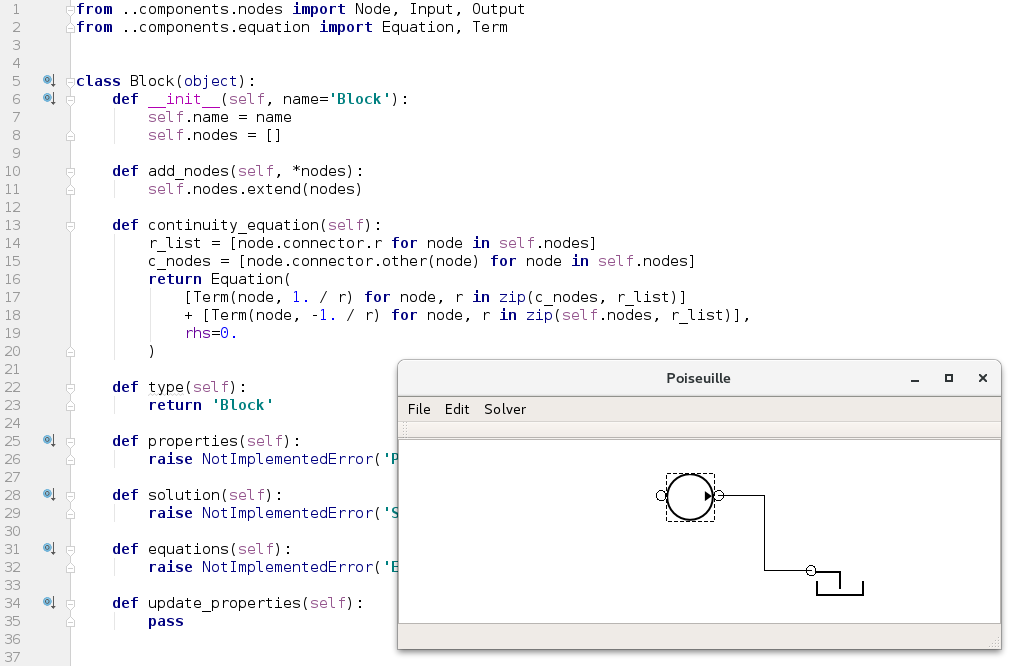 1 from ..components.nodes import Node, Input, Output
2 from ..components.equation import Equation, Term
3
4
5 class Block(object):
6     def __init__(self, name='Block'):
7         self.name = name
8         self.nodes = []
9
10     def add_nodes(self, *nodes):
11         self.nodes.extend(nodes)
12
13     def continuity_equation(self):
14         r_list = [node.connector.r for node in self.nodes]
15         c_nodes = [node.connector.other(node) for node in self.nodes]
16         return Equation(
17             [Term(node, 1. / r) for node, r in zip(c_nodes, r_list)]
18             + [Term(node, -1. / r) for node, r in zip(self.nodes, r_list)],
19             rhs=0.
20         )
21
22     def type(self):
23         return 'Block'
24
25     def properties(self):
26         raise NotImplementedError('P
27
28     def solution(self):
29         raise NotImplementedError('S
30
31     def equations(self):
32         raise NotImplementedError('E
33
34     def update_properties(self):
35         pass
36
37
Poiseuille
File Edit Solver